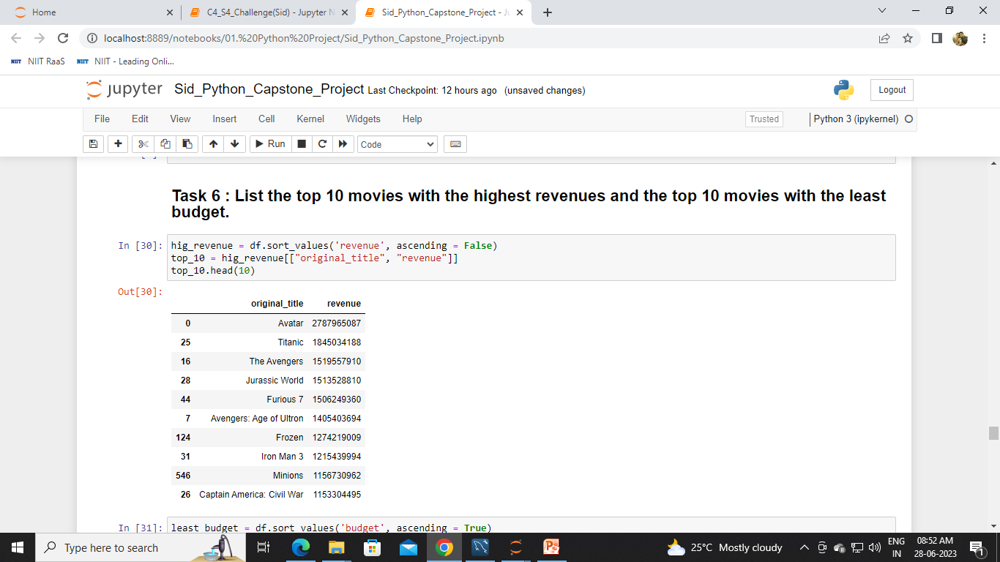 Home
C4_S4_Challenge(Sid) - Jupyter N
Sid_Python_Capstone_Project - Ju
localhost:8889/notebooks/01.%20Python%20Project/Sid_Python_Capstone_Project.ipynb
NIIT NIIT RaaS NIIT NIIT - Leading Onli...
jupyter Sid_Python_Capstone_Project Last Checkpoint: 12 hours ago (unsaved changes) Logout
File Edit View Insert Cell Kernel Widgets Help Trusted Python 3 (ipykernel)
Run Code
Task 6 : List the top 10 movies with the highest revenues and the top 10 movies with the least
budget.
In [30]: hig_revenue = df.sort_values('revenue', ascending = False)
top_10 = hig_revenue[["original_title", "revenue"]]
top_10.head(10)
Out[30]:
original_title revenue
0 Avatar 2787965087
25 Titanic 1845034188
16 The Avengers 1519557910
28 Jurassic World 1513528810
44 Furious 7 1506249360
7 Avengers: Age of Ultron 1405403694
124 Frozen 1274219009
31 Iron Man 3 1215439994
546 Minions 1156730962
26 Captain America: Civil War 1153304495
In [31]: least_budget = df.sort_values('budget', ascending = True)
Type here to search
25°C Mostly cloudy
ENG
IN
08:52 AM
28-06-2023
1